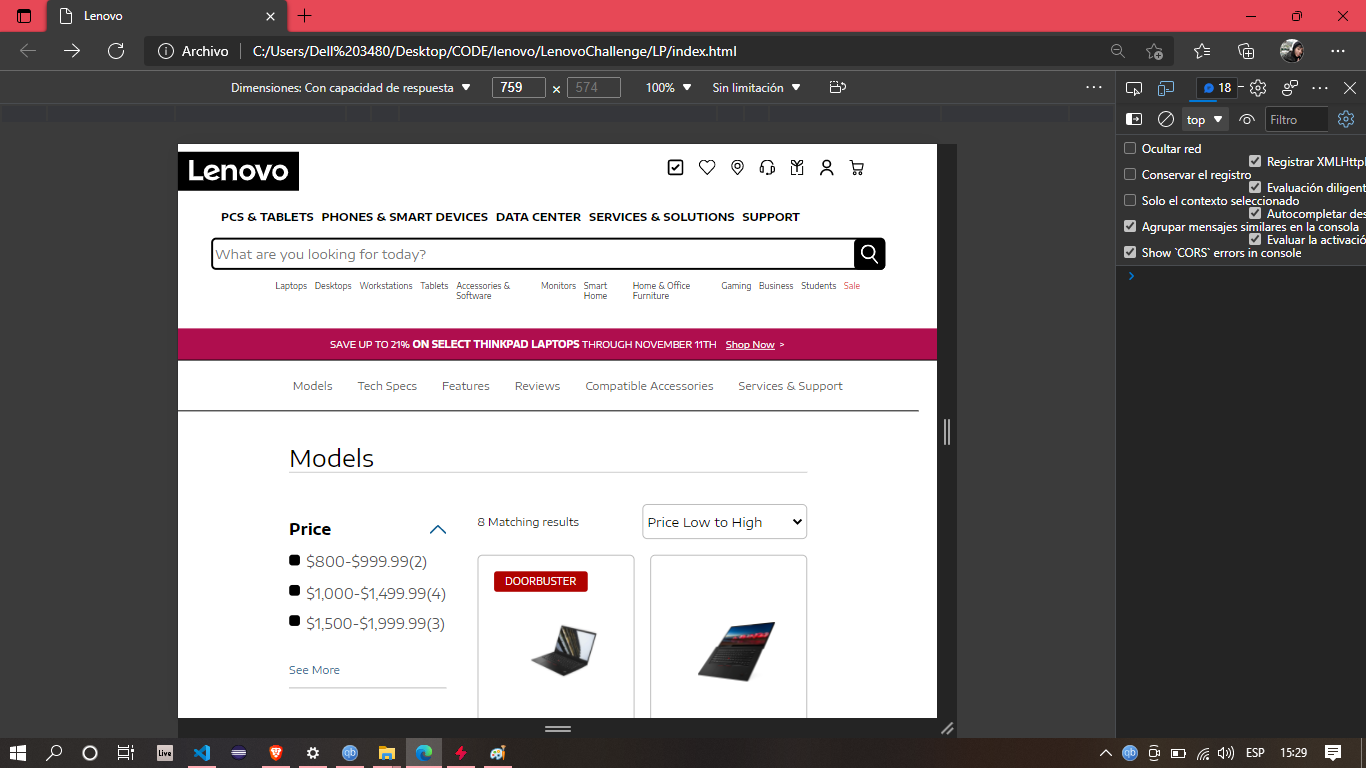 Lenovo
Archivo C:/Users/Dell%203480/Desktop/CODE/lenovo/LenovoChallenge/LP/index.html
Dimensiones: Con capacidad de respuesta ▼ 759 × 574 100% ▼ Sin limitación ▼
18
top ▼ Filtro
Ocultar red
Registrar XMLHttp
Conservar el registro
Evaluación diligent
Solo el contexto seleccionado
Autocompletar des
Agrupar mensajes similares en la consola
Evaluar la activació
Show `CORS` errors in console
Lenovo
PCS & TABLETS PHONES & SMART DEVICES DATA CENTER SERVICES & SOLUTIONS SUPPORT
What are you looking for today?
Laptops Desktops Workstations Tablets Accessories & Software Monitors Smart Home Home & Office Furniture Gaming Business Students Sale
SAVE UP TO 21% ON SELECT THINKPAD LAPTOPS THROUGH NOVEMBER 11TH Shop Now >
Models Tech Specs Features Reviews Compatible Accessories Services & Support
Models
Price
$800-$999.99(2)
$1,000-$1,499.99(4)
$1,500-$1,999.99(3)
See More
8 Matching results Price Low to High
DOORBUSTER
Live
qb
qb
qb
ESP 15:29